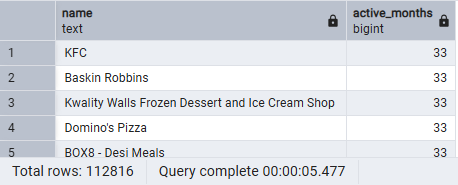 name active_months
text bigint
1 KFC 33
2 Baskin Robbins 33
3 Kwality Walls Frozen Dessert and Ice Cream Shop 33
4 Domino's Pizza 33
5 BOX8 - Desi Meals 33
Total rows: 112816 Query complete 00:00:05.477